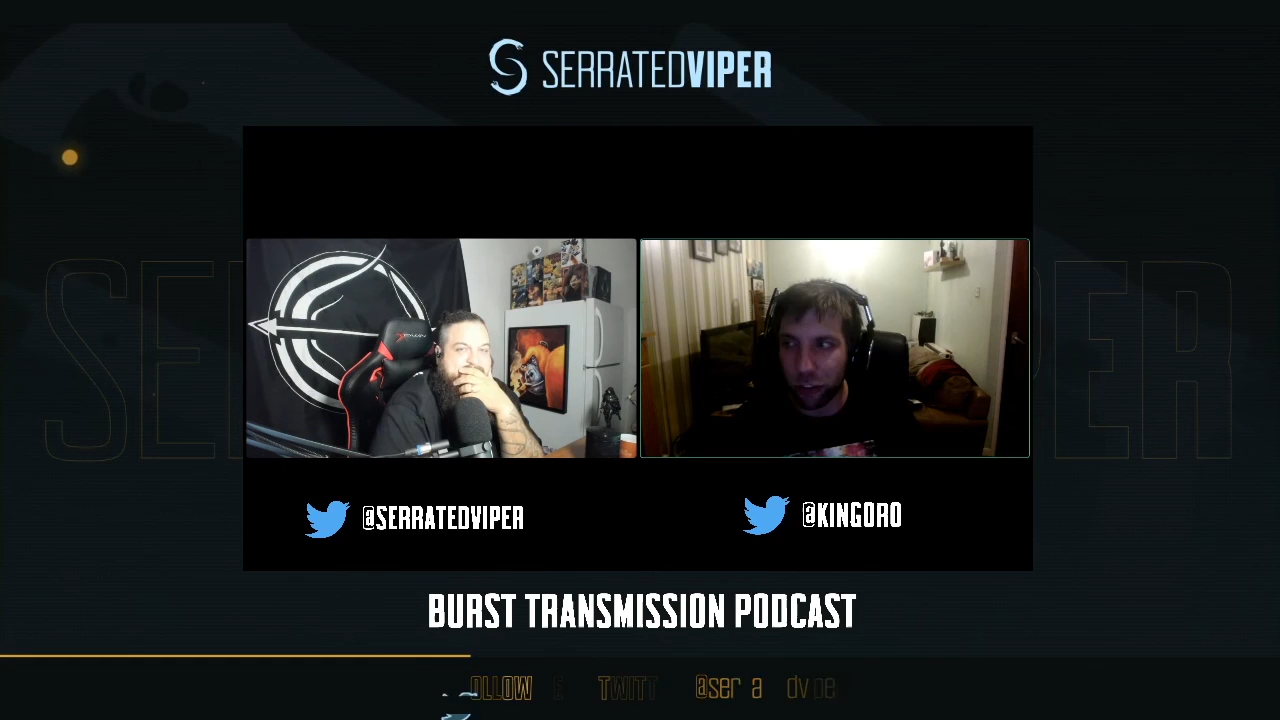 SERRATEDVIPER
@SERRATEDVIPER
@KINGORO
BURST TRANSMISSION PODCAST